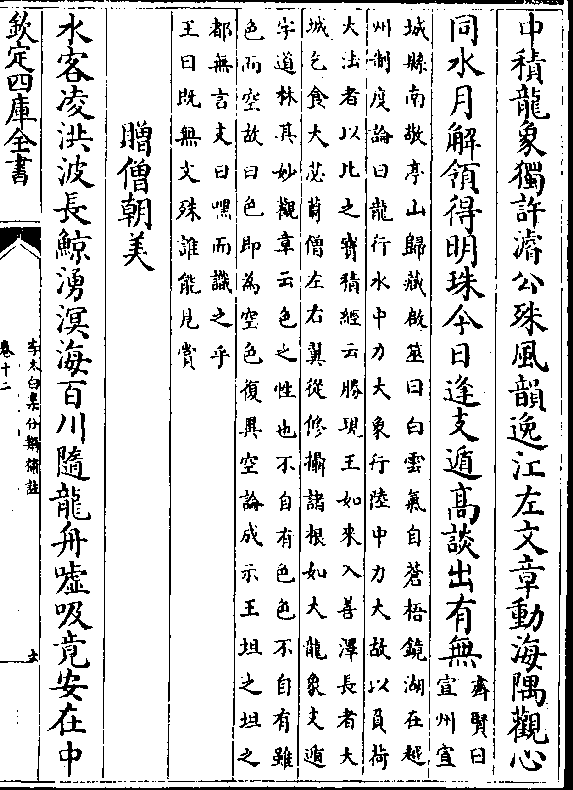 中積龍象獨許濬公殊風韻逸江左文章動海隅觀心
同水月解領得明珠今日逢支遁高談出有無
齊賢曰
宣州宣
城縣南敬亭山歸藏啟筮曰白雲氣自蒼梧鏡湖在越
州制度論曰龍行水中力大象行陸中力大故以負荷
大法者以比之寶積經云勝現王如來入善澤長者大
城乞食大苾蒭僧左右翼從修攝諸根如大龍象支遁
字道林其妙觀章云色之性也不自有色色不自有雖
色而空故曰色即為空色復異空論成示王坦之坦之
都無言支曰嘿而識之乎
王曰既無文殊誰能見賞
贈僧朝美
水客凌洪波長鯨湧溟海百川隨龍舟噓吸竟安在中
欽定四庫全書
李太白集分類補註
卷十二
十一